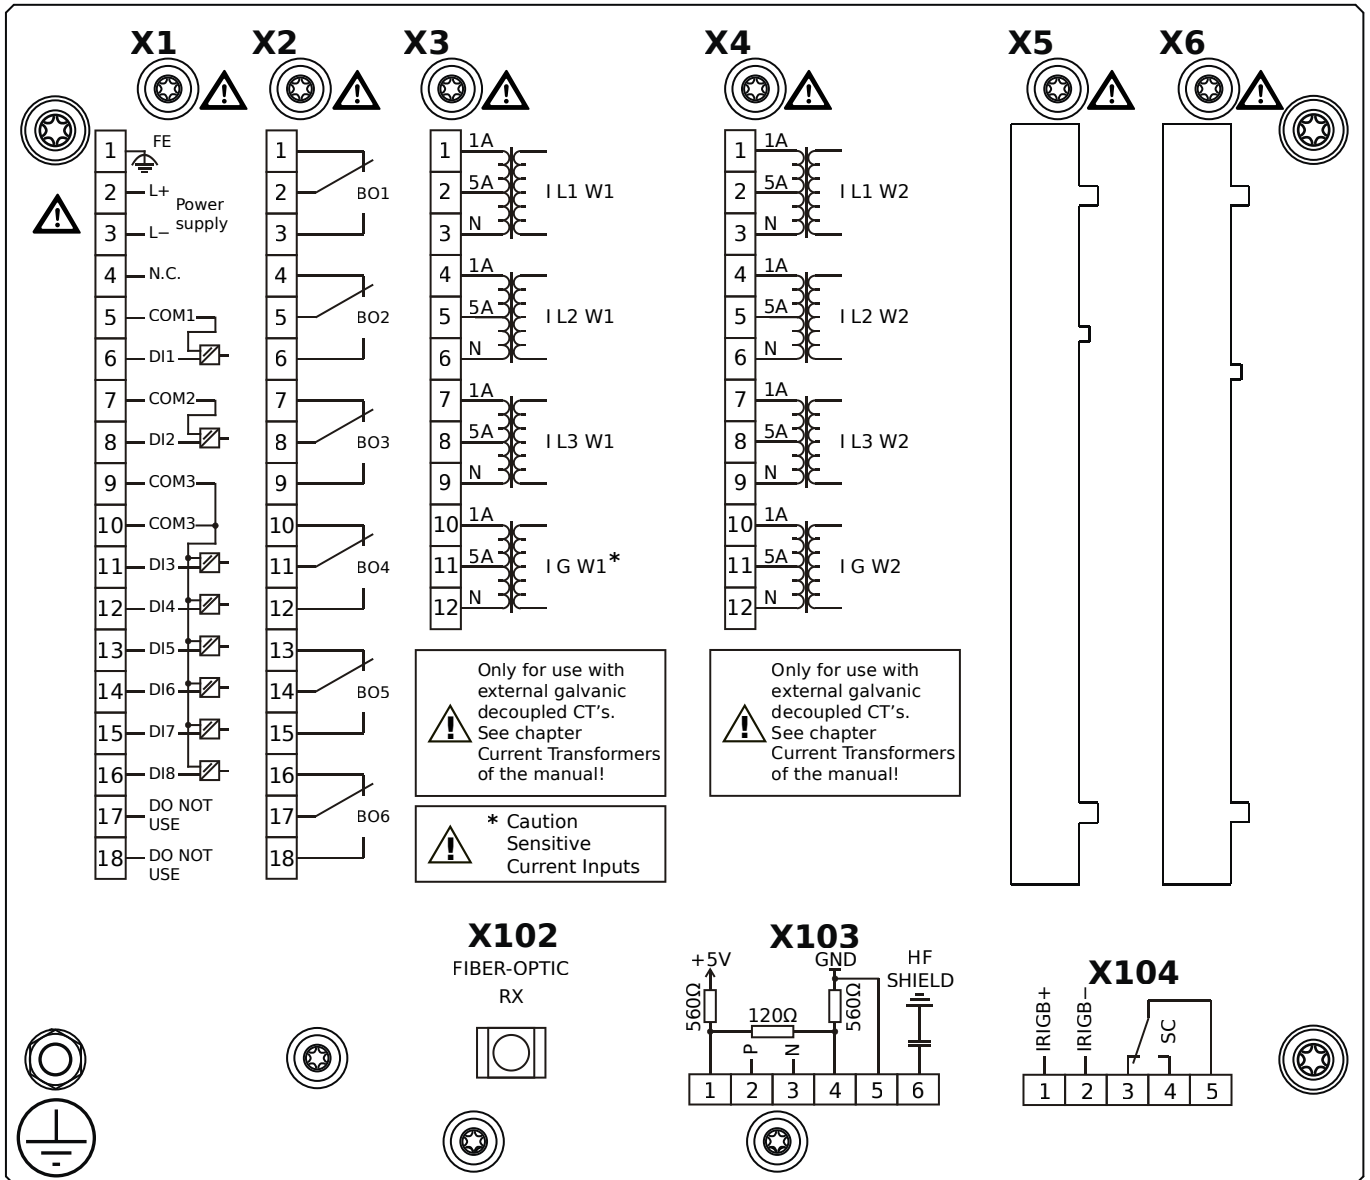 X1
X2
X3
X4
X5
X6
1
FE
2
L+
Power
supply
3
L−
4
N.C.
5
COM1
6
DI1
7
COM2
8
DI2
9
COM3
10
COM3
11
DI3
12
DI4
13
DI5
14
DI6
15
DI7
16
DI8
17
DO NOT
USE
18
DO NOT
USE
1
2
BO1
3
4
5
BO2
6
7
8
BO3
9
10
11
BO4
12
13
14
BO5
15
16
17
BO6
18
1
1A
2
5A
I L1 W1
3
N
4
1A
5
5A
I L2 W1
6
N
7
1A
8
5A
I L3 W1
9
N
10
1A
11
5A
I G W1*
12
N
Only for use with
external galvanic
decoupled CT's.
See chapter
Current Transformers
of the manual!
* Caution
Sensitive
Current Inputs
1
1A
2
5A
I L1 W2
3
N
4
1A
5
5A
I L2 W2
6
N
7
1A
8
5A
I L3 W2
9
N
10
1A
11
5A
I G W2
12
N
Only for use with
external galvanic
decoupled CT's.
See chapter
Current Transformers
of the manual!
X102
FIBER-OPTIC
RX
X103
+5V
GND
HF
SHIELD
560Ω
120Ω
560Ω
P
N
1 2 3 4 5 6
X104
IRIGB+
IRIGB−
SC
1 2 3 4 5